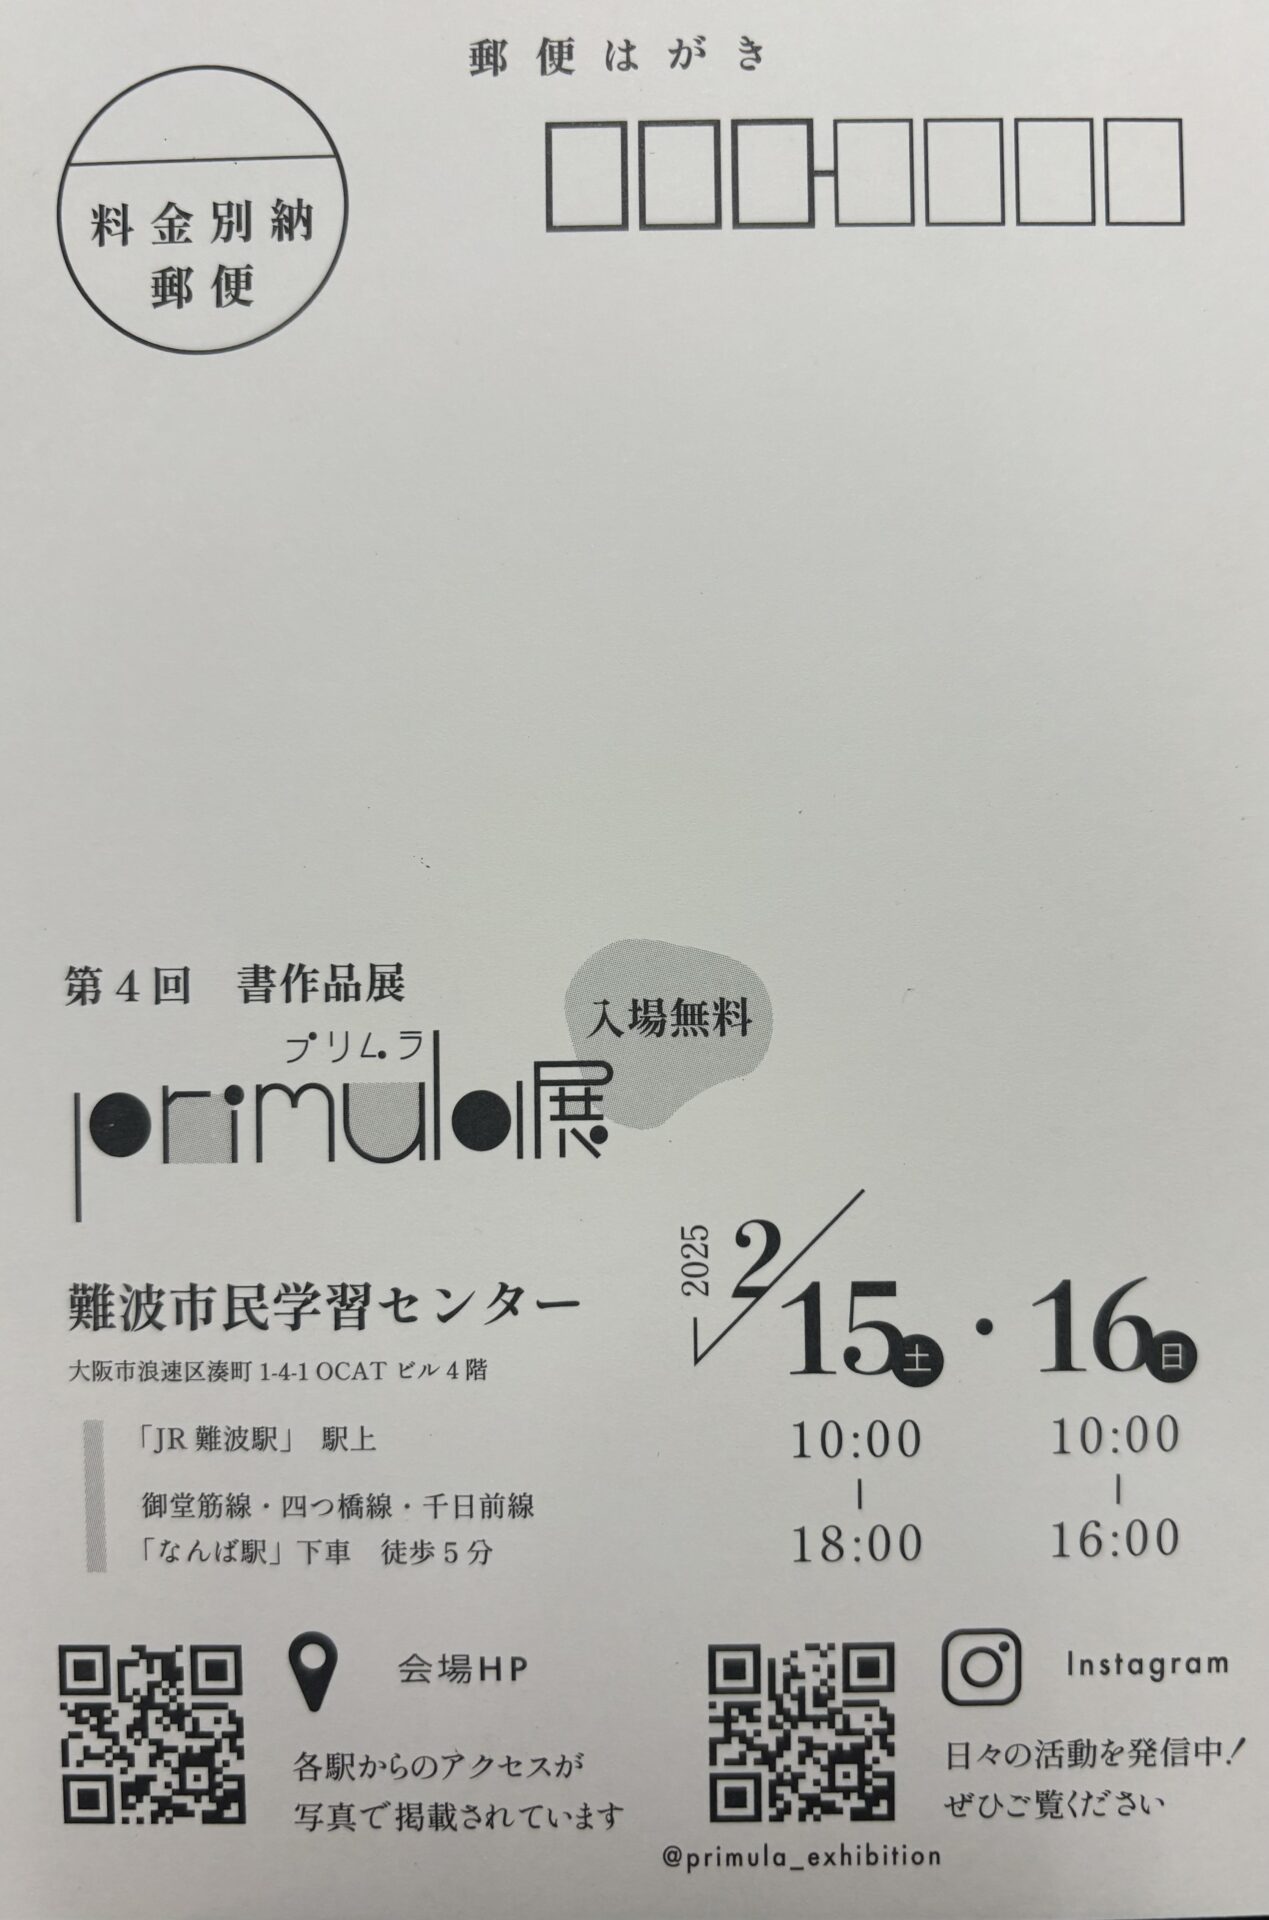 郵便はがき
料金別納
郵便
第4回 書作品展
入場無料
プリムラ
primula展
2025 2/15土・16日
難波市民学習センター
大阪市浪速区湊町1-4-1 OCATビル4階
「JR難波駅」 駅上
御堂筋線・四つ橋線・千日前線
「なんば駅」下車 徒歩5分
10:00 10:00
18:00 16:00
会場HP
各駅からのアクセスが
写真で掲載されています
Instagram
日々の活動を発信中!
ぜひご覧ください
@primula_exhibition